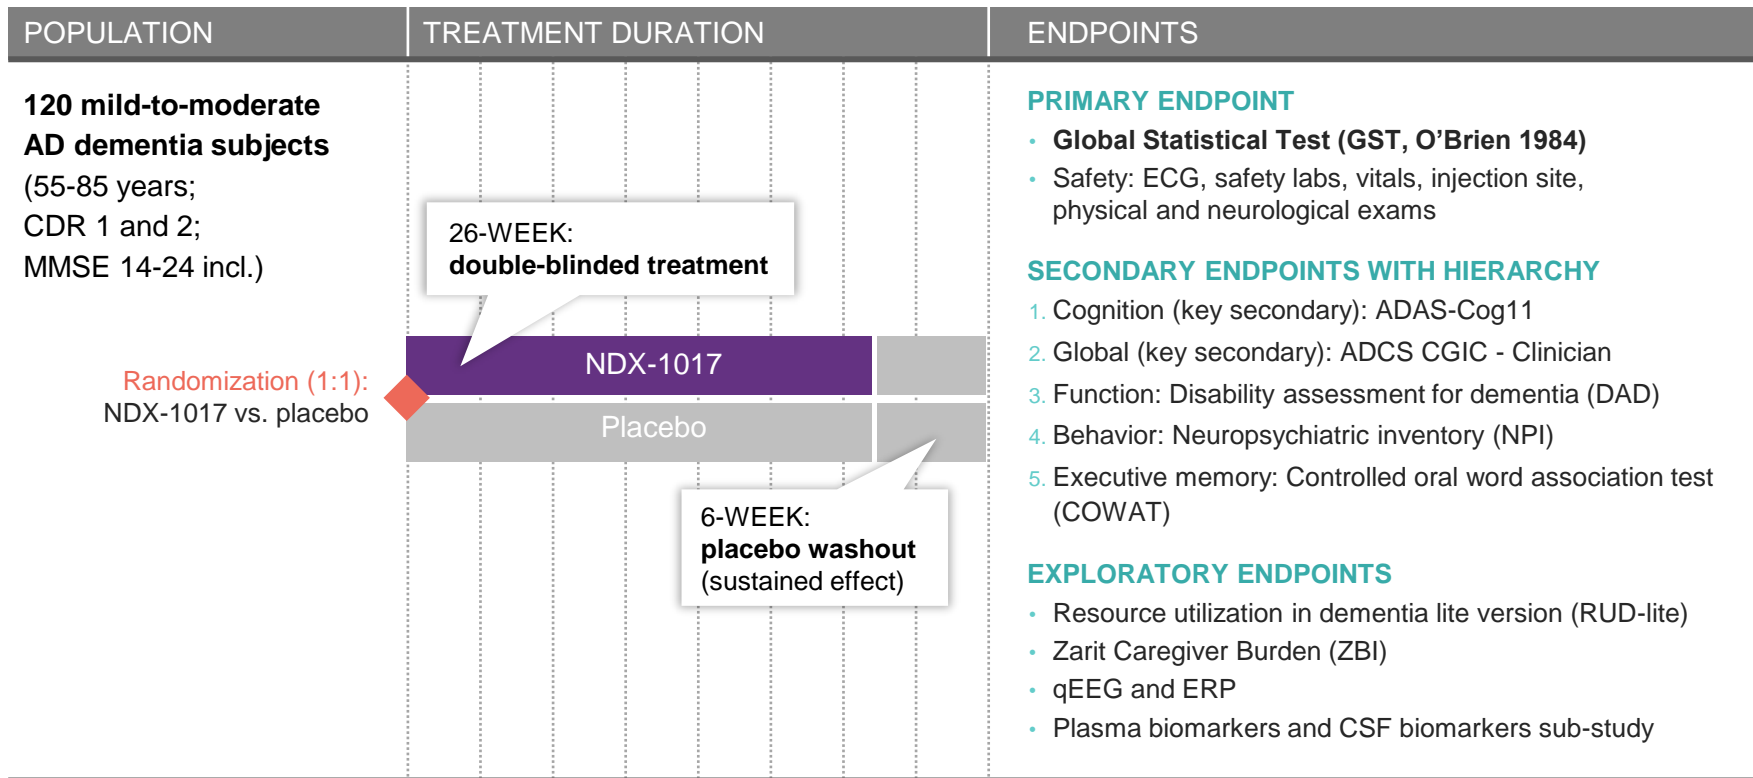 POPULATION
TREATMENT DURATION
ENDPOINTS
120 mild-to-moderate
AD dementia subjects
(55-85 years;
CDR 1 and 2;
MMSE 14-24 incl.)
Randomization (1:1):
NDX-1017 vs. placebo
26-WEEK:
double-blinded treatment
NDX-1017
Placebo
6-WEEK:
placebo washout
(sustained effect)
PRIMARY ENDPOINT
• Global Statistical Test (GST, O’Brien 1984)
• Safety: ECG, safety labs, vitals, injection site,
physical and neurological exams
SECONDARY ENDPOINTS WITH HIERARCHY
1. Cognition (key secondary): ADAS-Cog11
2. Global (key secondary): ADCS CGIC - Clinician
3. Function: Disability assessment for dementia (DAD)
4. Behavior: Neuropsychiatric inventory (NPI)
5. Executive memory: Controlled oral word association test
(COWAT)
EXPLORATORY ENDPOINTS
• Resource utilization in dementia lite version (RUD-lite)
• Zarit Caregiver Burden (ZBI)
• qEEG and ERP
• Plasma biomarkers and CSF biomarkers sub-study